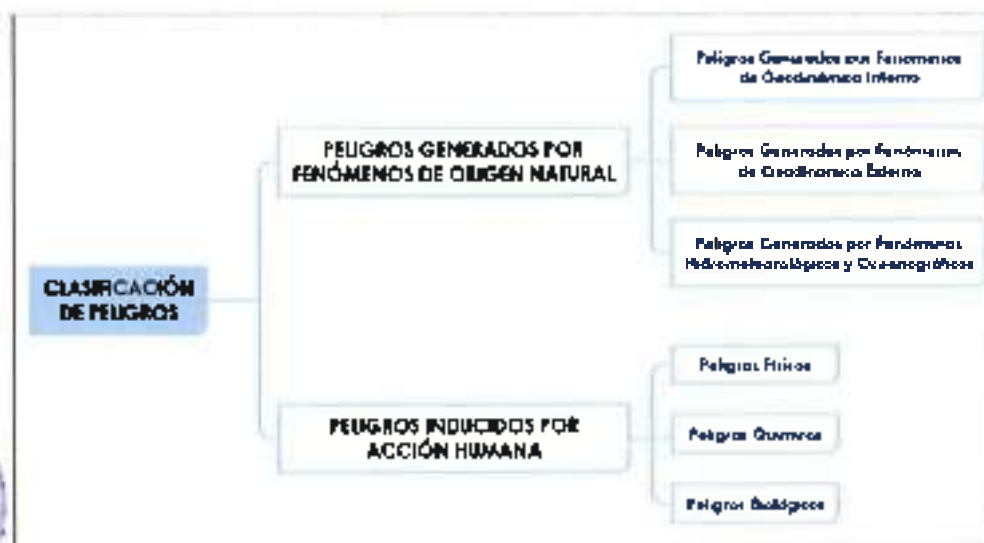 CLASIFICACIÓN
DE PELIGROS
PELIGROS GENERADOS POR
FENÓMENOS DE ORIGEN NATURAL
Peligros Generados por Fenómenos
de Geodinámica Interna
Peligros Generados por Fenómenos
de Geodinámica Externa
Peligros Generados por Fenómenos
Hidrometeorológicos y Oceanográficos
PELIGROS INDUCIDOS POR
ACCIÓN HUMANA
Peligros Físicos
Peligros Químicos
Peligros Biológicos